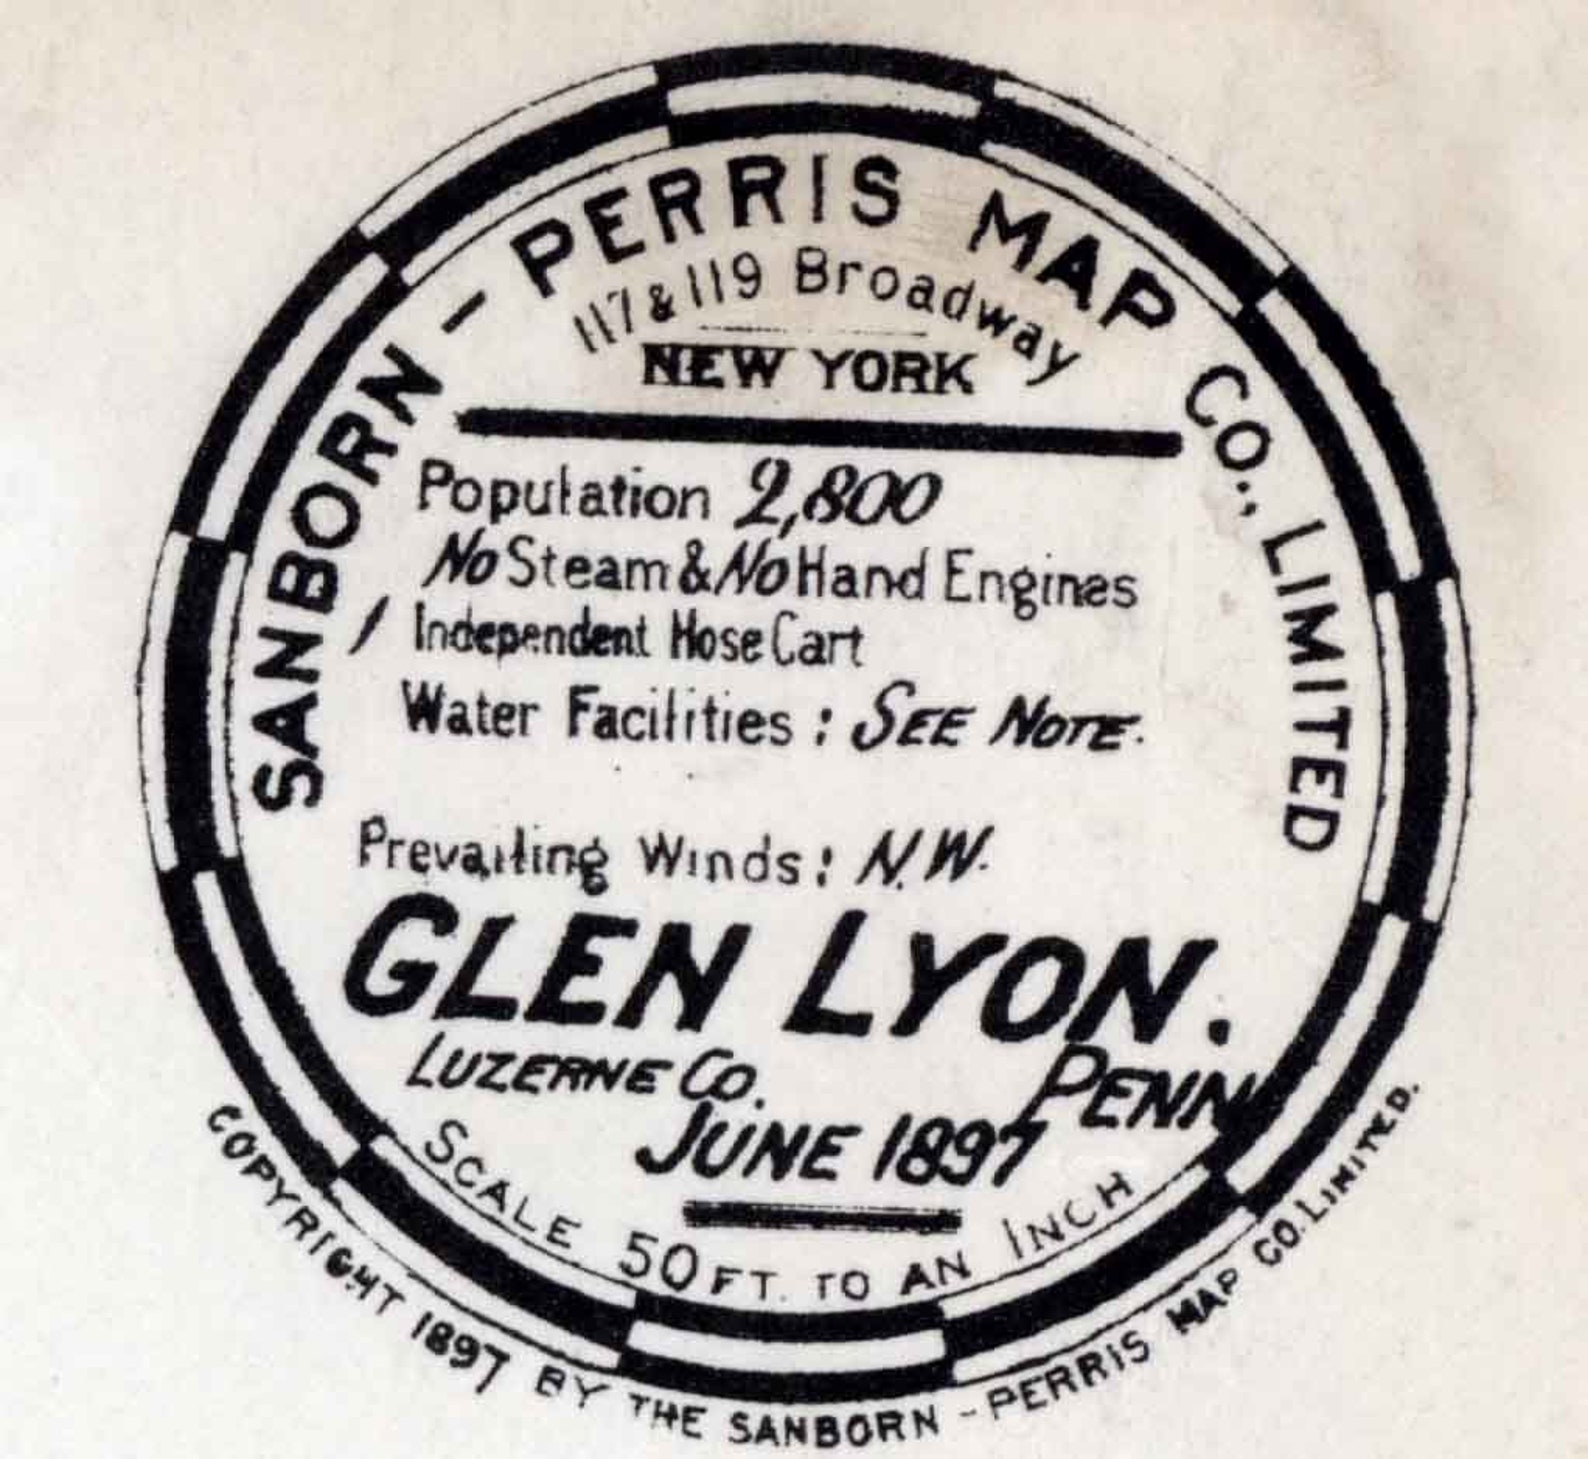 SANBORN - PERRIS MAP CO., LIMITED
117 & 119 Broadway
NEW YORK
Population 2,800
No Steam & No Hand Engines
1 Independent Hose Cart
Water Facilities : SEE NOTE.
Prevailing Winds : N.W.
GLEN LYON.
LUZERNE CO. PENN
JUNE 1897
SCALE 50 FT. TO AN INCH
COPYRIGHT 1897 BY THE SANBORN - PERRIS MAP CO. LIMITED.